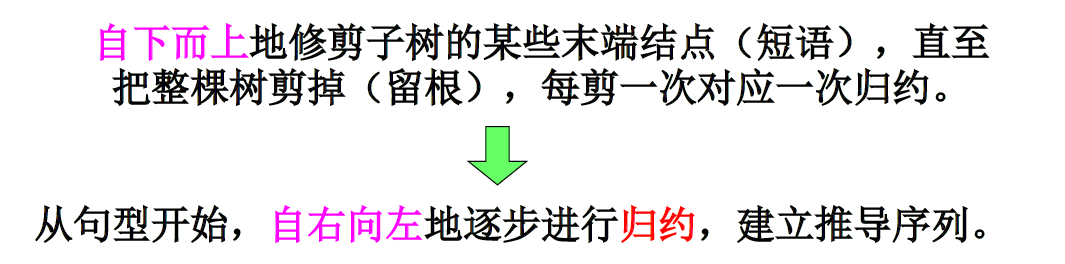 自下而上地修剪子树的某些末端结点（短语），直至
把整棵树剪掉（留根），每剪一次对应一次归约。
从句型开始，自右向左地逐步进行归约，建立推导序列。